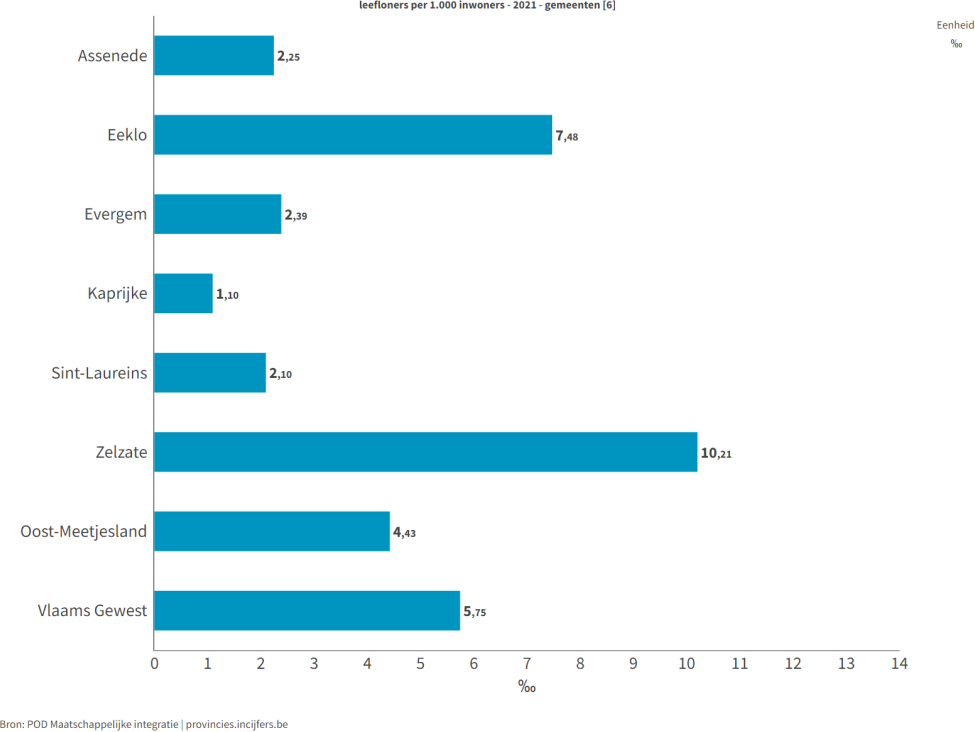 leefloners per 1.000 inwoners - 2021 - gemeenten [6]
Eenheid
‰
Assenede 2,25
Eeklo 7,48
Evergem 2,39
Kaprijke 1,10
Sint-Laureins 2,10
Zelzate 10,21
Oost-Meetjesland 4,43
Vlaams Gewest 5,75
0 1 2 3 4 5 6 7 8 9 10 11 12 13 14
‰
Bron: POD Maatschappelijke integratie | provincies.incijfers.be